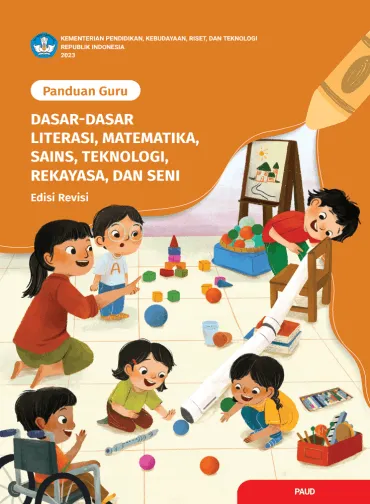 KEMENTERIAN PENDIDIKAN, KEBUDAYAAN, RISET, DAN TEKNOLOGI
REPUBLIK INDONESIA
2023
Panduan Guru
DASAR-DASAR
LITERASI, MATEMATIKA,
SAINS, TEKNOLOGI,
REKAYASA, DAN SENI
Edisi Revisi
A
PAUD